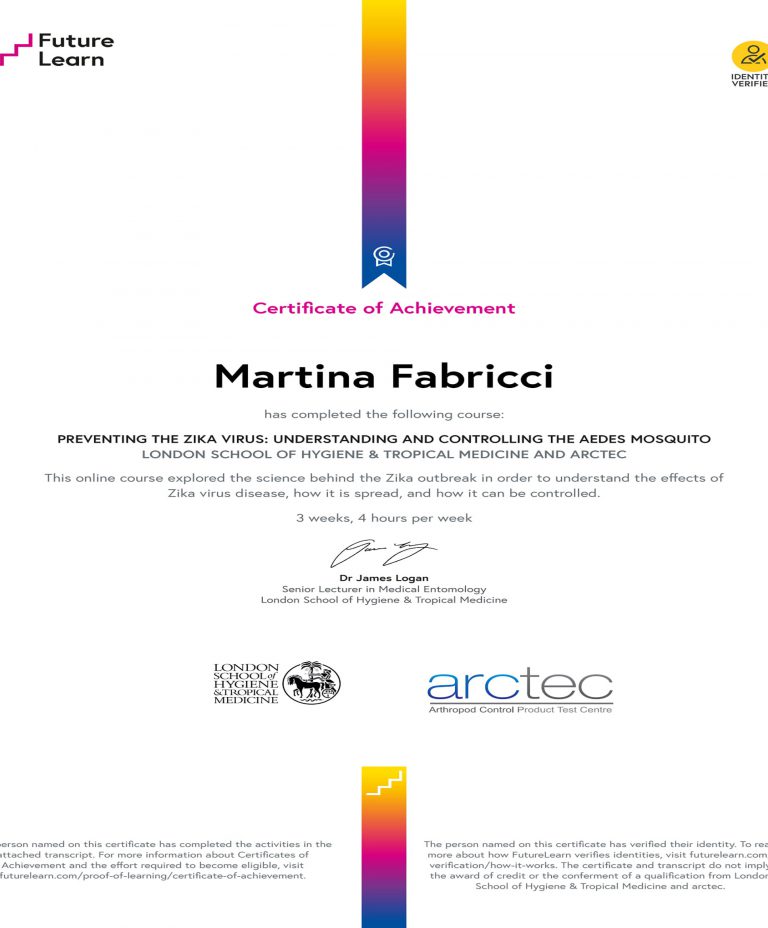 Future
Learn
IDENTIT
VERIFIE
Certificate of Achievement
Martina Fabricci
has completed the following course:
PREVENTING THE ZIKA VIRUS: UNDERSTANDING AND CONTROLLING THE AEDES MOSQUITO
LONDON SCHOOL OF HYGIENE & TROPICAL MEDICINE AND ARCTEC
This online course explored the science behind the Zika outbreak in order to understand the effects of
Zika virus disease, how it is spread, and how it can be controlled.
3 weeks, 4 hours per week
Dr James Logan
Senior Lecturer in Medical Entomology
London School of Hygiene & Tropical Medicine
LONDON
SCHOOL of
HYGIENE
& TROPICAL
MEDICINE
arctec
Arthropod Control Product Test Centre
person named on this certificate has completed the activities in the
attached transcript. For more information about Certificates of
Achievement and the effort required to become eligible, visit
futurelearn.com/proof-of-learning/certificate-of-achievement.
The person named on this certificate has verified their identity. To rea
more about how FutureLearn verifies identities, visit futurelearn.com
verification/how-it-works. The certificate and transcript do not imply
the award of credit or the conferment of a qualification from London
School of Hygiene & Tropical Medicine and arctec.